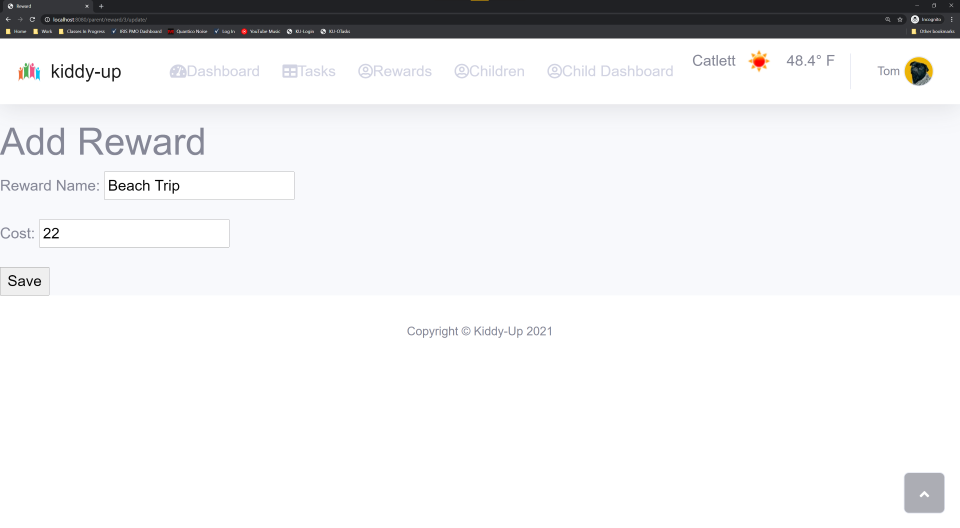 Reward
localhost:8080/parent/reward/3/update/
Incognito
Home Work Classes In Progress IRIS PMO Dashboard Quantico Noise Log In YouTube Music KU-Login KU-DTasks Other bookmarks
kiddy-up Dashboard Tasks Rewards Children Child Dashboard Catlett 48.4° F Tom
Add Reward
Reward Name: Beach Trip
Cost: 22
Save
Copyright © Kiddy-Up 2021